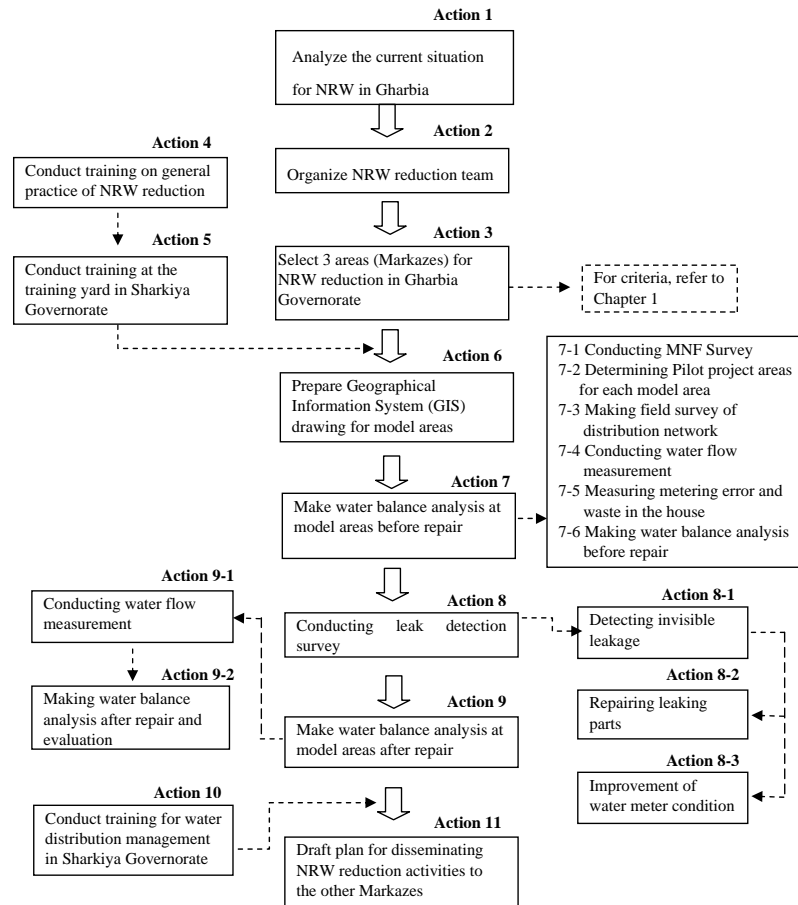 Action 1
Analyze the current situation
for NRW in Gharbia
Action 2
Organize NRW reduction team
Action 4
Conduct training on general
practice of NRW reduction
Action 5
Conduct training at the
training yard in Sharkiya
Governorate
Action 3
Select 3 areas (Markazes) for
NRW reduction in Gharbia
Governorate
For criteria, refer to
Chapter 1
Action 6
Prepare Geographical
Information System (GIS)
drawing for model areas
Action 7
Make water balance analysis at
model areas before repair
7-1 Conducting MNF Survey
7-2 Determining Pilot project areas
for each model area
7-3 Making field survey of
distribution network
7-4 Conducting water flow
measurement
7-5 Measuring metering error and
waste in the house
7-6 Making water balance analysis
before repair
Action 8
Conducting leak detection
survey
Action 8-1
Detecting invisible
leakage
Action 8-2
Repairing leaking
parts
Action 8-3
Improvement of
water meter condition
Action 9-1
Conducting water flow
measurement
Action 9-2
Making water balance
analysis after repair and
evaluation
Action 9
Make water balance analysis at
model areas after repair
Action 10
Conduct training for water
distribution management
in Sharkiya Governorate
Action 11
Draft plan for disseminating
NRW reduction activities to
the other Markazes